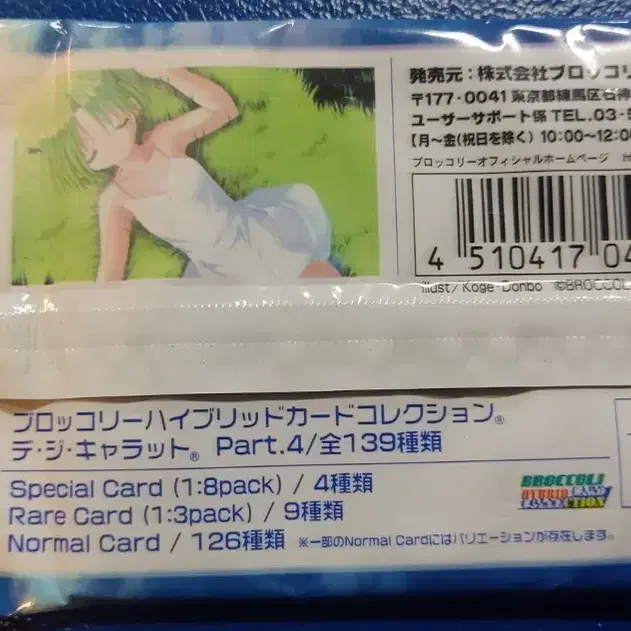 発売元:株式会社ブロッコリ
〒177-0041 東京都練馬区石神
ユーザーサポート係 TEL.03-5
【月~金(祝日を除く) 10:00~12:0
ブロッコリーオフィシャルホームページ
4 510417 04
Illust/Koge Donbo ©BROCCOL
ブロッコリーハイブリッドカードコレクション®
デ・ジ・キャラット® Part.4/全139種類
Special Card (1:8pack) / 4種類
Rare Card (1:3pack) / 9種類
Normal Card / 126種類 ※一部のNormal Cardにはバリエーションが存在します。
BROCCOLI
HYBRID CARD
COLLECTION